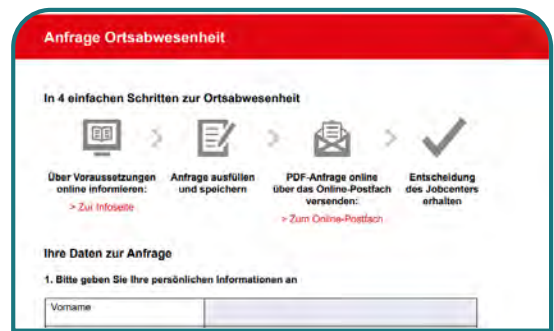 Anfrage Ortsabwesenheit
In 4 einfachen Schritten zur Ortsabwesenheit
Über Voraussetzungen
online informieren:
> Zur Infoseite
Anfrage ausfüllen
und speichern
PDF-Anfrage online
über das Online-Postfach
versenden:
> Zum Online-Postfach
Entscheidung
des Jobcenters
erhalten
Ihre Daten zur Anfrage
1. Bitte geben Sie Ihre persönlichen Informationen an
Vorname